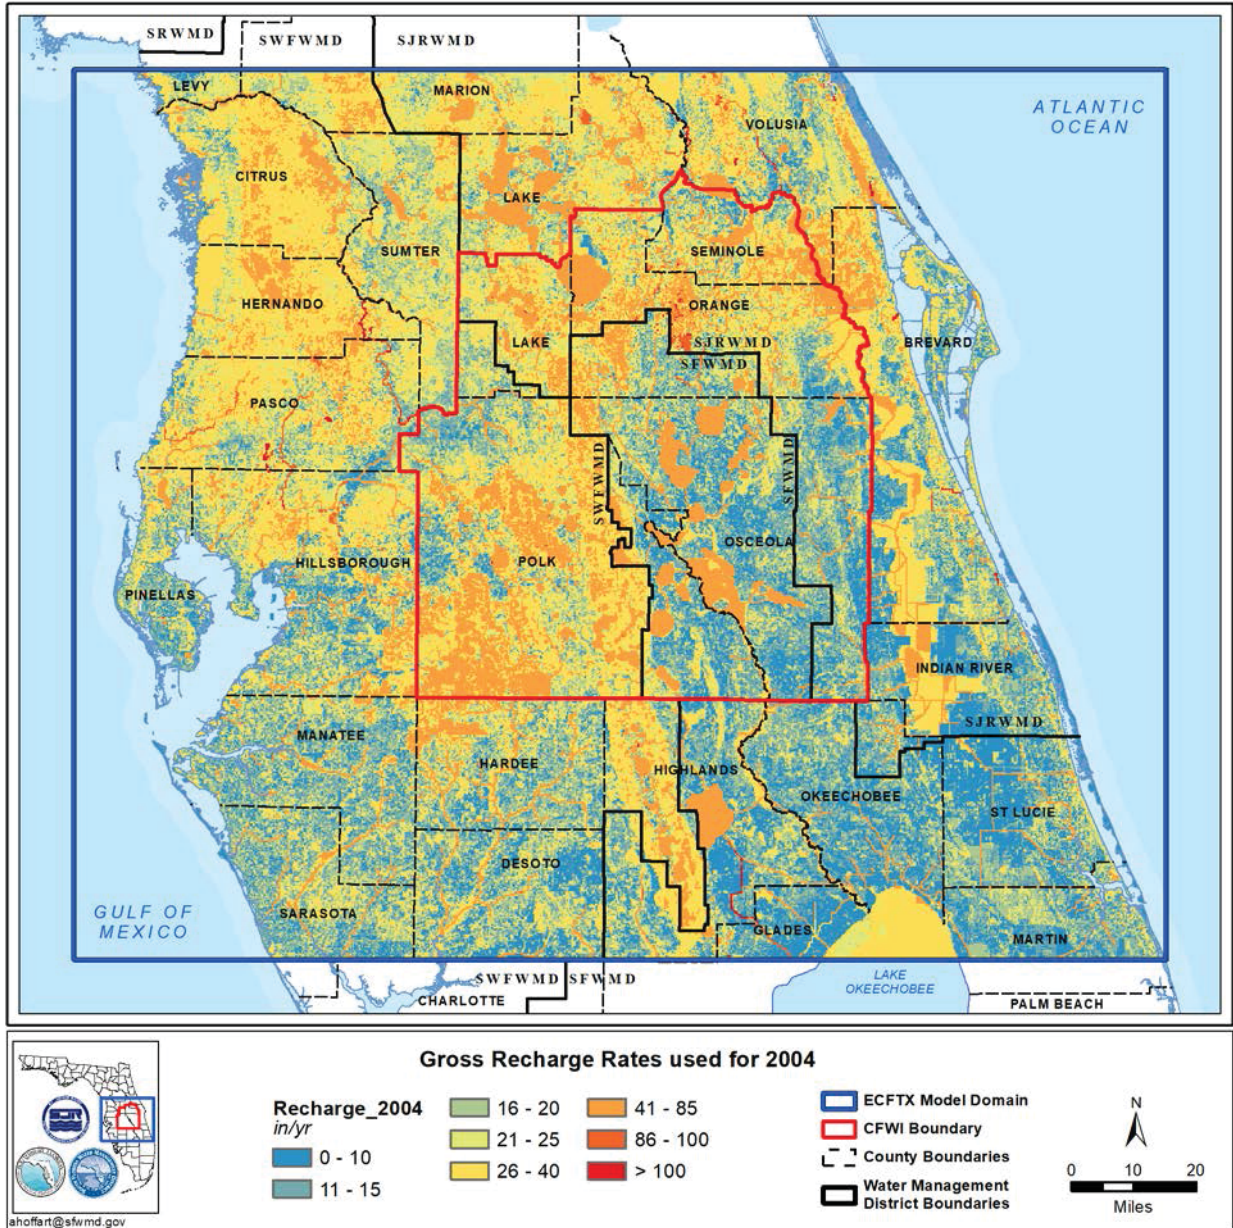 SRWMD
SWFWMD
SJRWMD
LEVY
MARION
VOLUSIA
ATLANTIC
OCEAN
CITRUS
LAKE
SUMTER
SEMINOLE
HERNANDO
ORANGE
LAKE
SJRWMD
SFWMD
BREVARD
PASCO
SWFWMD
SFWMD
OSCEOLA
HILLSBOROUGH
POLK
PINELLAS
INDIAN RIVER
SJRWMD
MANATEE
HARDEE
HIGHLANDS
OKEECHOBEE
ST LUCIE
DESOTO
GULF OF
MEXICO
SARASOTA
GLADES
MARTIN
SWFWMD
SFWMD
CHARLOTTE
LAKE
OKEECHOBEE
PALM BEACH
Gross Recharge Rates used for 2004
Recharge_2004
in/yr
0 - 10
11 - 15
16 - 20
21 - 25
26 - 40
41 - 85
86 - 100
> 100
ECFTX Model Domain
CFWI Boundary
County Boundaries
Water Management
District Boundaries
N
0 10 20
Miles
SJR
ahoffart@sfwmd.gov